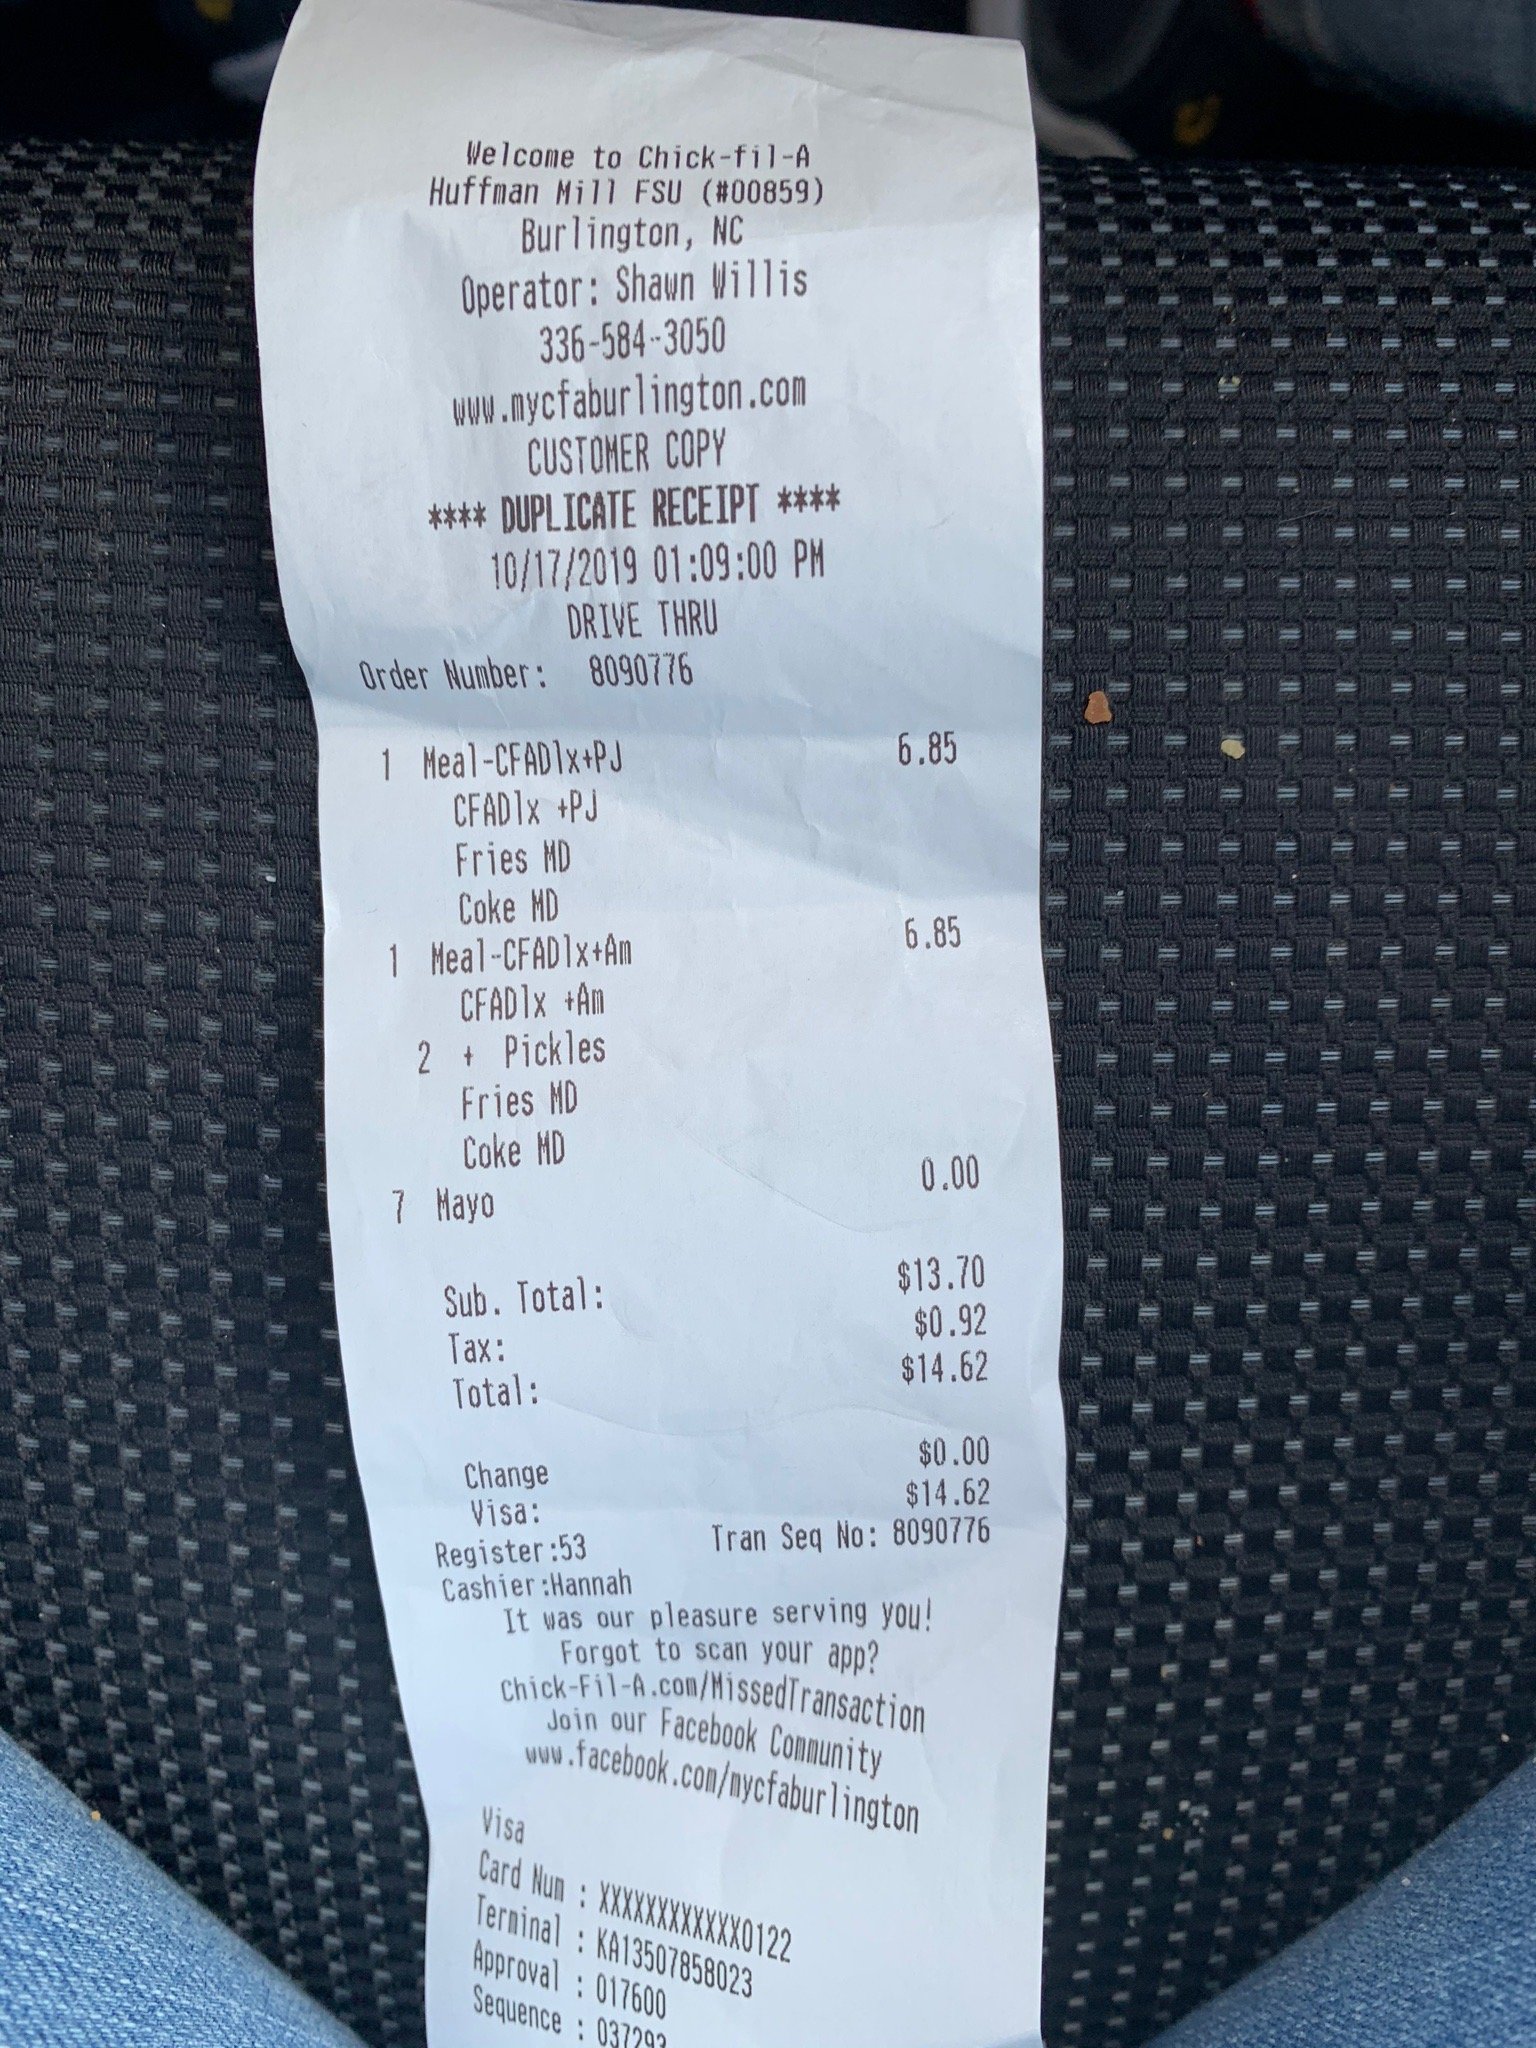 Welcome to Chick-fil-A
Huffman Mill FSU (#00859)
Burlington, NC
Operator: Shawn Willis
336-584-3050
www.mycfaburlington.com
CUSTOMER COPY
**** DUPLICATE RECEIPT ****
10/17/2019 01:09:00 PM
DRIVE THRU
Order Number: 8090776
1 Meal-CFADlx+PJ 6.85
CFADlx +PJ
Fries MD
Coke MD
1 Meal-CFADlx+Am 6.85
CFADlx +Am
2 + Pickles
Fries MD
Coke MD
7 Mayo 0.00
Sub. Total: $13.70
Tax: $0.92
Total: $14.62
Change $0.00
Visa: $14.62
Register:53 Tran Seq No: 8090776
Cashier:Hannah
It was our pleasure serving you!
Forgot to scan your app?
Chick-Fil-A.com/MissedTransaction
Join our Facebook Community
www.facebook.com/mycfaburlington
Visa
Card Num : XXXXXXXXXXXX0122
Terminal : KA13507858023
Approval : 017600
Sequence : 037293